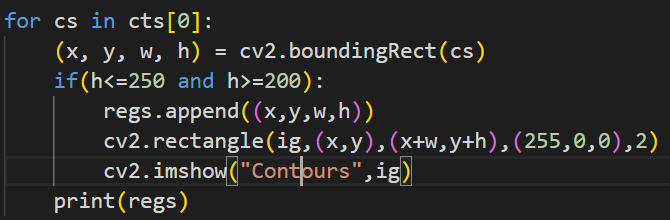 for cs in cts[0]:
    (x, y, w, h) = cv2.boundingRect(cs)
    if(h<=250 and h>=200):
        regs.append((x,y,w,h))
        cv2.rectangle(ig,(x,y),(x+w,y+h),(255,0,0),2)
        cv2.imshow("Contours",ig)
    print(regs)